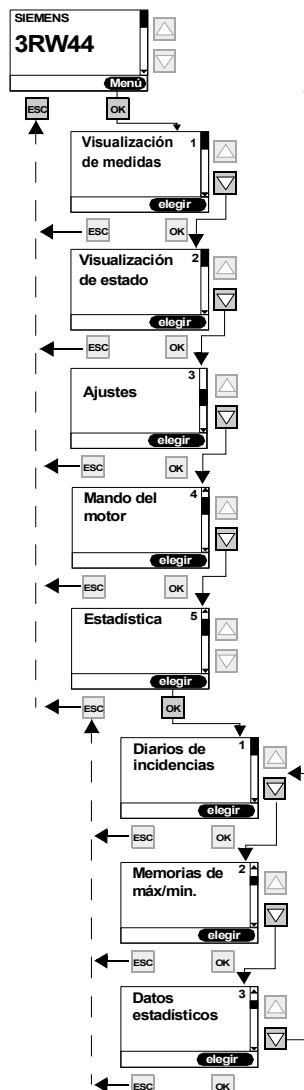 SIEMENS
3RW44
Menú
ESC
OK
Visualización 1
de medidas
elegir
ESC
OK
Visualización 2
de estado
elegir
ESC
OK
3
Ajustes
elegir
ESC
OK
Mando del 4
motor
elegir
ESC
OK
Estadística 5
elegir
ESC
OK
Diarios de 1
incidencias
elegir
ESC
OK
Memorias de 2
máx/min.
elegir
ESC
OK
Datos 3
estadísticos
elegir
ESC
OK